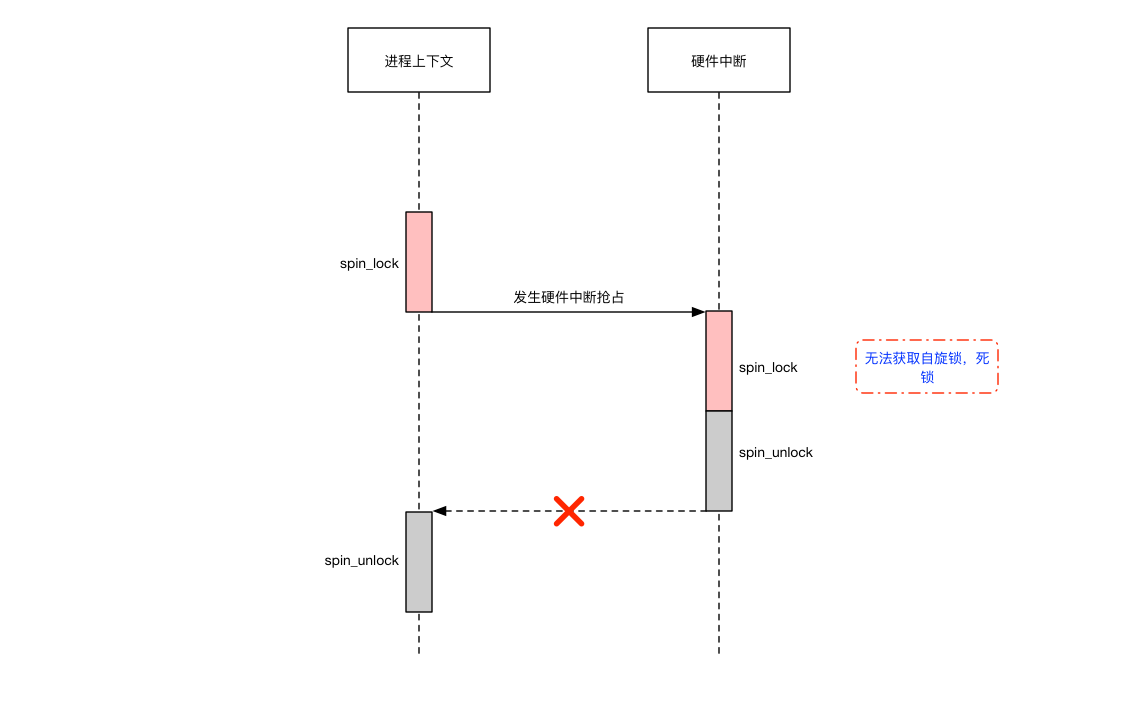 进程上下文
硬件中断
spin_lock
发生硬件中断抢占
无法获取自旋锁，死
锁
spin_lock
spin_unlock
spin_unlock